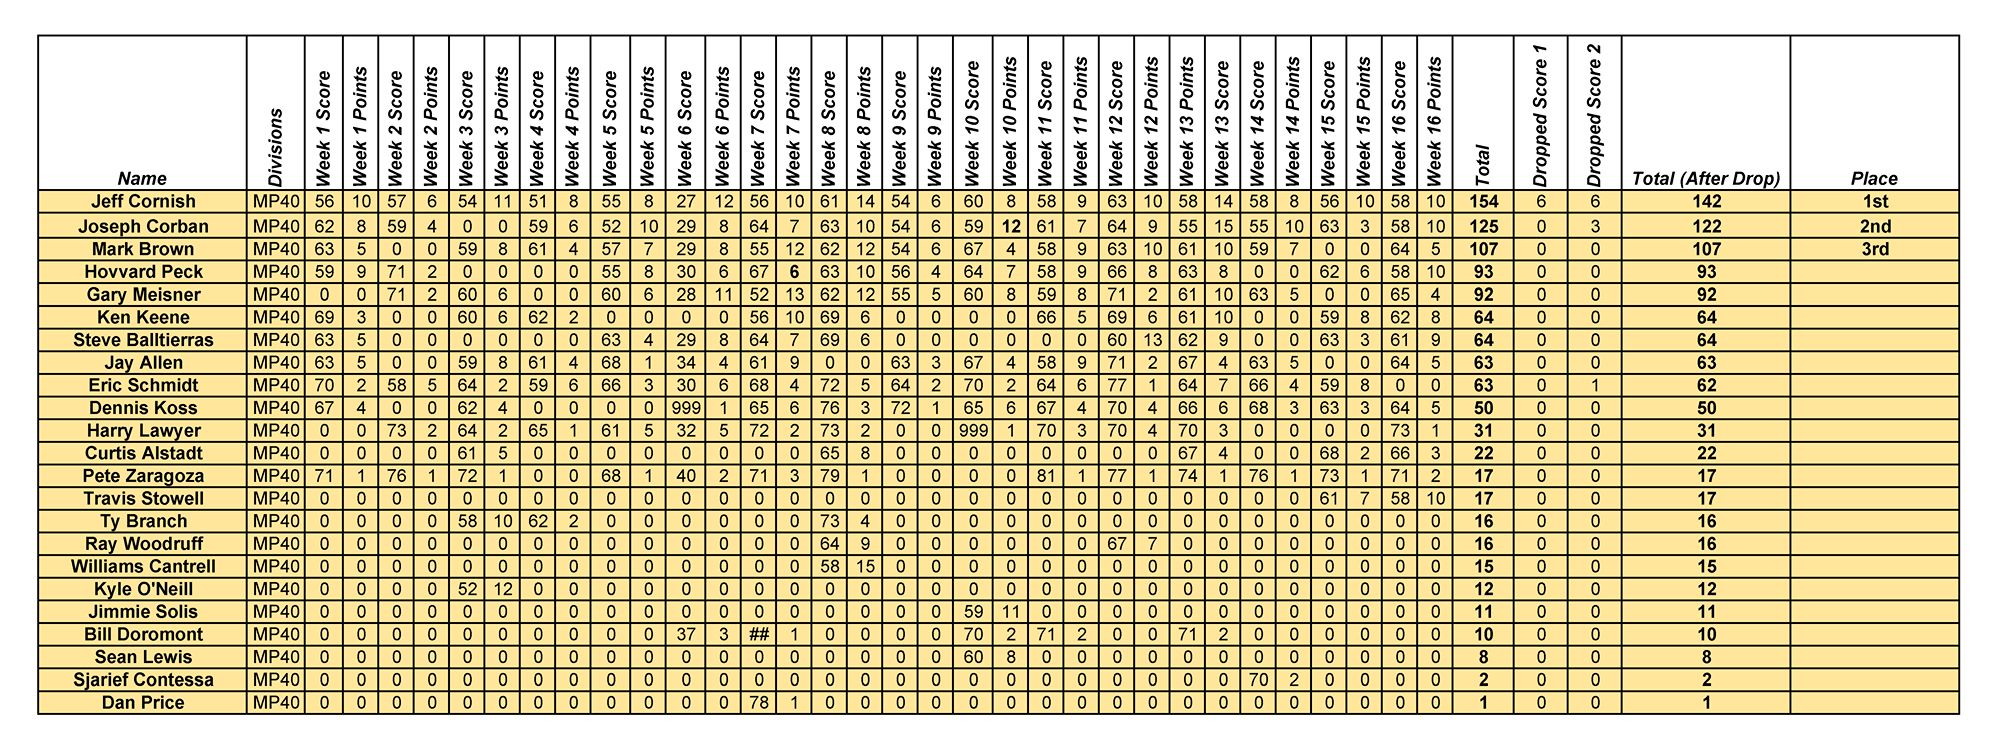 Name Divisions Week 1 Score Week 1 Points Week 2 Score Week 2 Points Week 3 Score Week 3 Points Week 4 Score Week 4 Points Week 5 Score Week 5 Points Week 6 Score Week 6 Points Week 7 Score Week 7 Points Week 8 Score Week 8 Points Week 9 Score Week 9 Points Week 10 Score Week 10 Points Week 11 Score Week 11 Points Week 12 Score Week 12 Points Week 13 Points Week 13 Score Week 14 Score Week 14 Points Week 15 Score Week 15 Points Week 16 Score Week 16 Points Total Dropped Score 1 Dropped Score 2 Total (After Drop) Place
Jeff Cornish MP40 56 10 57 6 54 11 51 8 55 8 27 12 56 10 61 14 54 6 60 8 58 9 63 10 58 14 58 8 56 10 58 10 154 6 6 142 1st
Joseph Corban MP40 62 8 59 4 0 0 59 6 52 10 29 8 64 7 63 10 54 6 59 12 61 7 64 9 55 15 55 10 63 3 58 10 125 0 3 122 2nd
Mark Brown MP40 63 5 0 0 59 8 61 4 57 7 29 8 55 12 62 12 54 6 67 4 58 9 63 10 61 10 59 7 0 0 64 5 107 0 0 107 3rd
Hovvard Peck MP40 59 9 71 2 0 0 0 0 55 8 30 6 67 6 63 10 56 4 64 7 58 9 66 8 63 8 0 0 62 6 58 10 93 0 0 93
Gary Meisner MP40 0 0 71 2 60 6 0 0 60 6 28 11 52 13 62 12 55 5 60 8 59 8 71 2 61 10 63 5 0 0 65 4 92 0 0 92
Ken Keene MP40 69 3 0 0 60 6 62 2 0 0 0 0 56 10 69 6 0 0 0 0 66 5 69 6 61 10 0 0 59 8 62 8 64 0 0 64
Steve Balltierras MP40 63 5 0 0 0 0 0 0 63 4 29 8 64 7 69 6 0 0 0 0 0 0 60 13 62 9 0 0 63 3 61 9 64 0 0 64
Jay Allen MP40 63 5 0 0 59 8 61 4 68 1 34 4 61 9 0 0 63 3 67 4 58 9 71 2 67 4 63 5 0 0 64 5 63 0 0 63
Eric Schmidt MP40 70 2 58 5 64 2 59 6 66 3 30 6 68 4 72 5 64 2 70 2 64 6 77 1 64 7 66 4 59 8 0 0 63 0 1 62
Dennis Koss MP40 67 4 0 0 62 4 0 0 0 0 999 1 65 6 76 3 72 1 65 6 67 4 70 4 66 6 68 3 63 3 64 5 50 0 0 50
Harry Lawyer MP40 0 0 73 2 64 2 65 1 61 5 32 5 72 2 73 2 0 0 999 1 70 3 70 4 70 3 0 0 0 0 73 1 31 0 0 31
Curtis Alstadt MP40 0 0 0 0 61 5 0 0 0 0 0 0 0 0 65 8 0 0 0 0 0 0 0 0 67 4 0 0 68 2 66 3 22 0 0 22
Pete Zaragoza MP40 71 1 76 1 72 1 0 0 68 1 40 2 71 3 79 1 0 0 0 0 81 1 77 1 74 1 76 1 73 1 71 2 17 0 0 17
Travis Stowell MP40 0 0 0 0 0 0 0 0 0 0 0 0 0 0 0 0 0 0 0 0 0 0 0 0 0 0 0 0 61 7 58 10 17 0 0 17
Ty Branch MP40 0 0 0 0 58 10 62 2 0 0 0 0 0 0 73 4 0 0 0 0 0 0 0 0 0 0 0 0 0 0 0 0 16 0 0 16
Ray Woodruff MP40 0 0 0 0 0 0 0 0 0 0 0 0 0 0 64 9 0 0 0 0 0 0 67 7 0 0 0 0 0 0 0 0 16 0 0 16
Williams Cantrell MP40 0 0 0 0 0 0 0 0 0 0 0 0 0 0 58 15 0 0 0 0 0 0 0 0 0 0 0 0 0 0 0 0 15 0 0 15
Kyle O'Neill MP40 0 0 0 0 52 12 0 0 0 0 0 0 0 0 0 0 0 0 0 0 0 0 0 0 0 0 0 0 0 0 0 0 12 0 0 12
Jimmie Solis MP40 0 0 0 0 0 0 0 0 0 0 0 0 0 0 0 0 0 0 59 11 0 0 0 0 0 0 0 0 0 0 0 0 11 0 0 11
Bill Doromont MP40 0 0 0 0 0 0 0 0 0 0 37 3 ## 1 0 0 0 0 70 2 71 2 0 0 71 2 0 0 0 0 0 0 10 0 0 10
Sean Lewis MP40 0 0 0 0 0 0 0 0 0 0 0 0 0 0 0 0 0 0 60 8 0 0 0 0 0 0 0 0 0 0 0 0 8 0 0 8
Sjarief Contessa MP40 0 0 0 0 0 0 0 0 0 0 0 0 0 0 0 0 0 0 0 0 0 0 0 0 0 0 70 2 0 0 0 0 2 0 0 2
Dan Price MP40 0 0 0 0 0 0 0 0 0 0 0 0 78 1 0 0 0 0 0 0 0 0 0 0 0 0 0 0 0 0 0 0 1 0 0 1